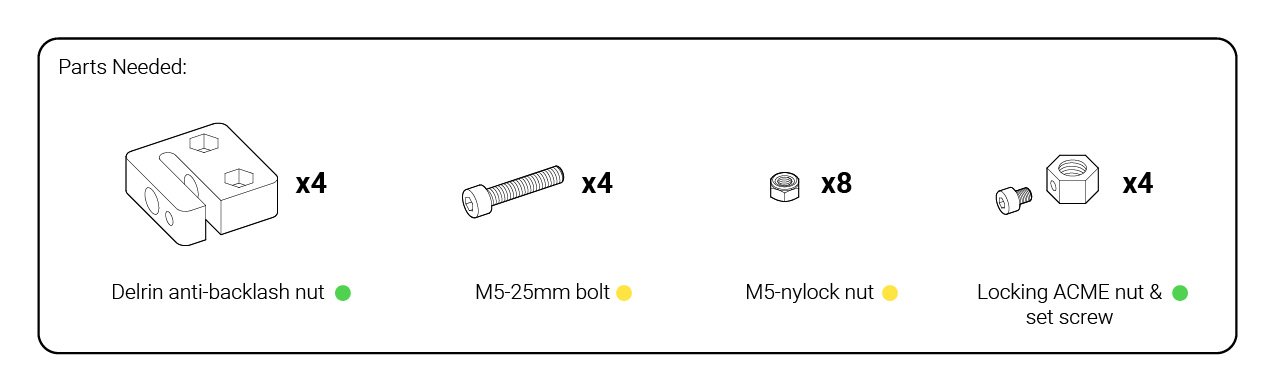 Parts Needed:
x4
x4
x8
x4
Delrin anti-backlash nut
M5-25mm bolt
M5-nylock nut
Locking ACME nut &
set screw